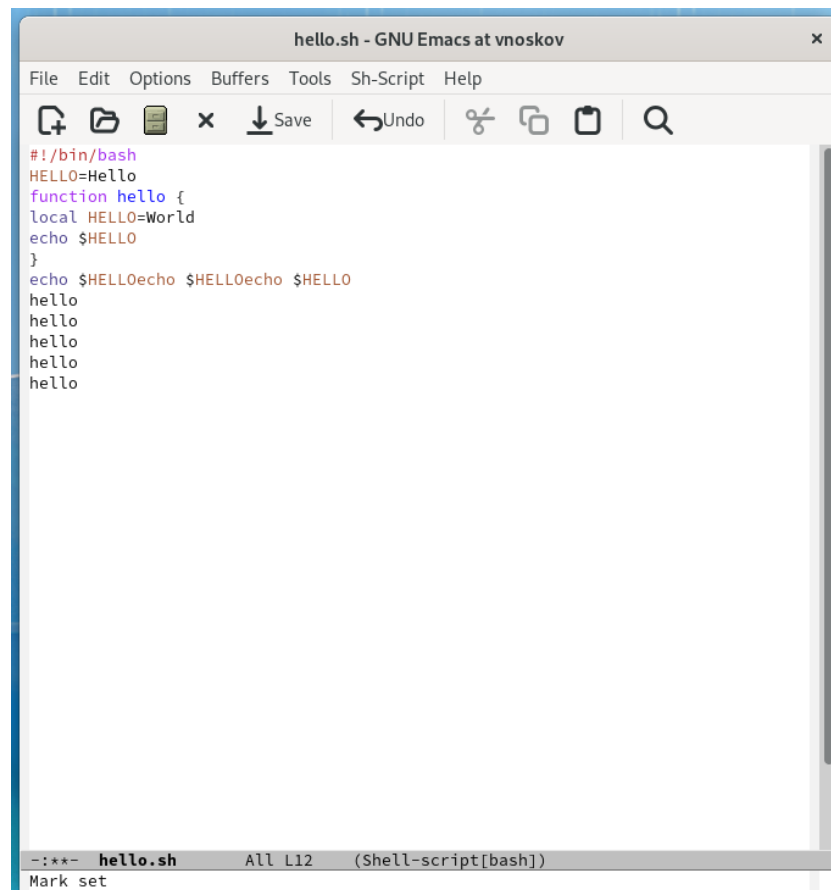 hello.sh - GNU Emacs at vnoskov ×
File Edit Options Buffers Tools Sh-Script Help
Save Undo
#!/bin/bash
HELLO=Hello
function hello {
local HELLO=World
echo $HELLO
}
echo $HELLOecho $HELLOecho $HELLO
hello
hello
hello
hello
hello
-:**- hello.sh All L12 (Shell-script[bash])
Mark set